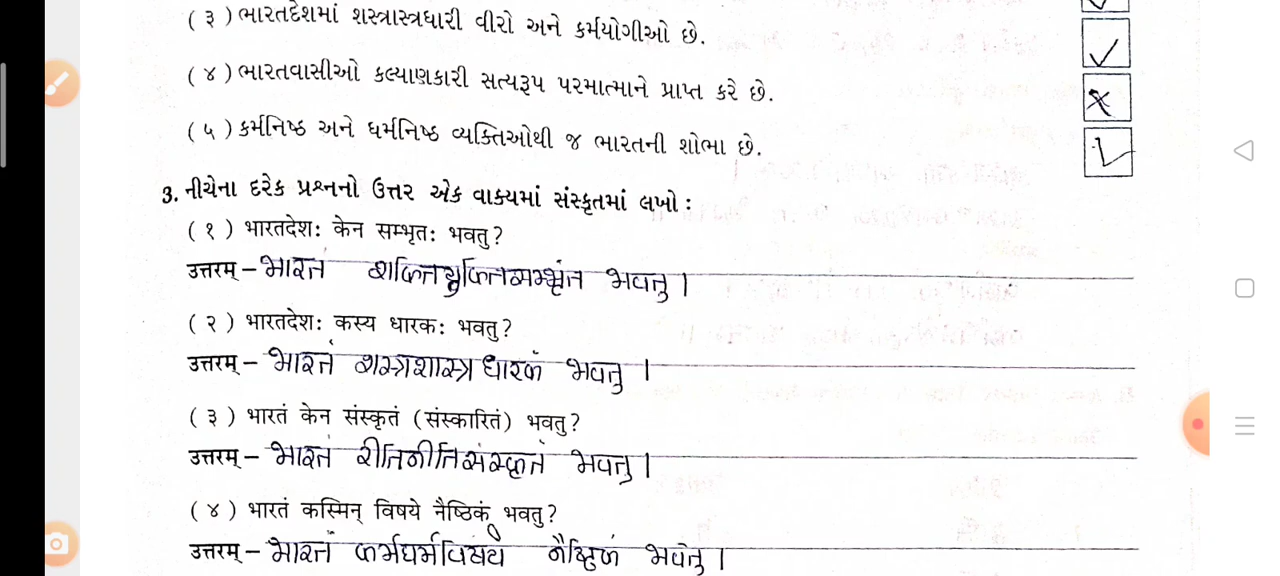 (૩) ભારતદેશમાં શસ્ત્રાસ્ત્રધારી વીરો અને કર્મયોગીઓ છે.
(૪) ભારતવાસીઓ કલ્યાણકારી સત્યરૂપ પરમાત્માને પ્રાપ્ત કરે છે.
(૫) કર્મનિષ્ઠ અને ધર્મનિષ્ઠ વ્યક્તિઓથી જ ભારતની શોભા છે.
3. નીચેના દરેક પ્રશ્નનો ઉત્તર એક વાક્યમાં સંસ્કૃતમાં લખો :
(१) भारतदेशः केन सम्भृतः भवतु?
उत्तरम् – भारतं शक्तियुक्तिसम्भृंत भवतु ।
(२) भारतदेशः कस्य धारकः भवतु?
उत्तरम् – भारतं शस्त्रशास्त्र धारकं भवतु ।
(३) भारतं केन संस्कृतं (संस्कारितं) भवतु?
उत्तरम् – भारतं रीतिनीतिसंस्कृतं भवतु ।
(४) भारतं कस्मिन् विषये नैष्ठिकं भवतु?
उत्तरम् – भारतं कर्मधर्मविषये नैष्ठिकं भवतु ।